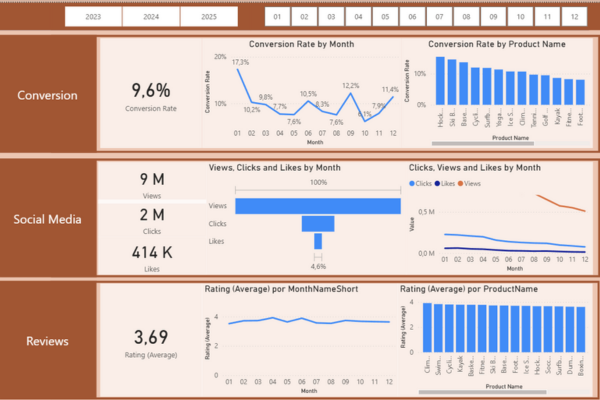 2023 2024 2025 01 02 03 04 05 06 07 08 09 10 11 12
Conversion
9,6%
Conversion Rate
Conversion Rate by Month
Conversion Rate
20%
10%
17,3%
10,2%
9,8%
7,7%
7,6%
10,5%
8,3%
7,6%
12,2%
6,1%
7,9%
11,4%
01 02 03 04 05 06 07 08 09 10 11 12
Month
Conversion Rate by Product Name
Conversion Rate
10%
0%
Hock... Ski B... Base... Cycli... Surfb... Yoga... Ice S... Clim... Tenni... Golf ... Kayak Fitne... Foot...
Product Name
Social Media
9 M
Views
2 M
Clicks
414 K
Likes
Views, Clicks and Likes by Month
100%
Views
Clicks
Likes
4,6%
Clicks, Views and Likes by Month
Clicks Likes Views
Value
0,5 M
0,0 M
01 02 03 04 05 06 07 08 09 10 11 12
Month
Reviews
3,69
Rating (Average)
Rating (Average) por MonthNameShort
Rating (Average)
4
2
0
01 02 03 04 05 06 07 08 09 10 11 12
Rating (Average) por ProductName
Rating (Average)
4
2
0
Clim... Swim... Cycli... Kayak Baske... Fitne... Ski B... Base... Foot... Ice S... Hock... Socc... Surfb... Dum... Boxin...